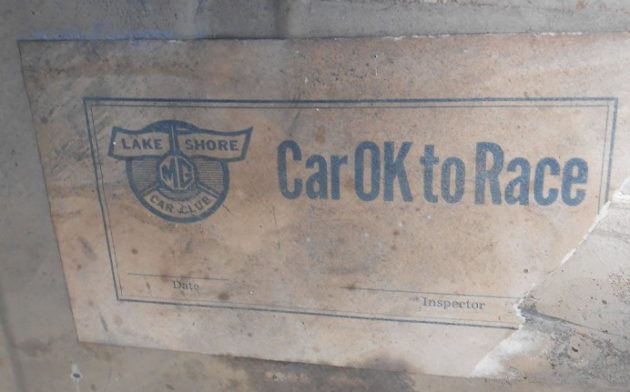 LAKE SHORE
MG
CAR CLUB
Car OK to Race
Date
Inspector